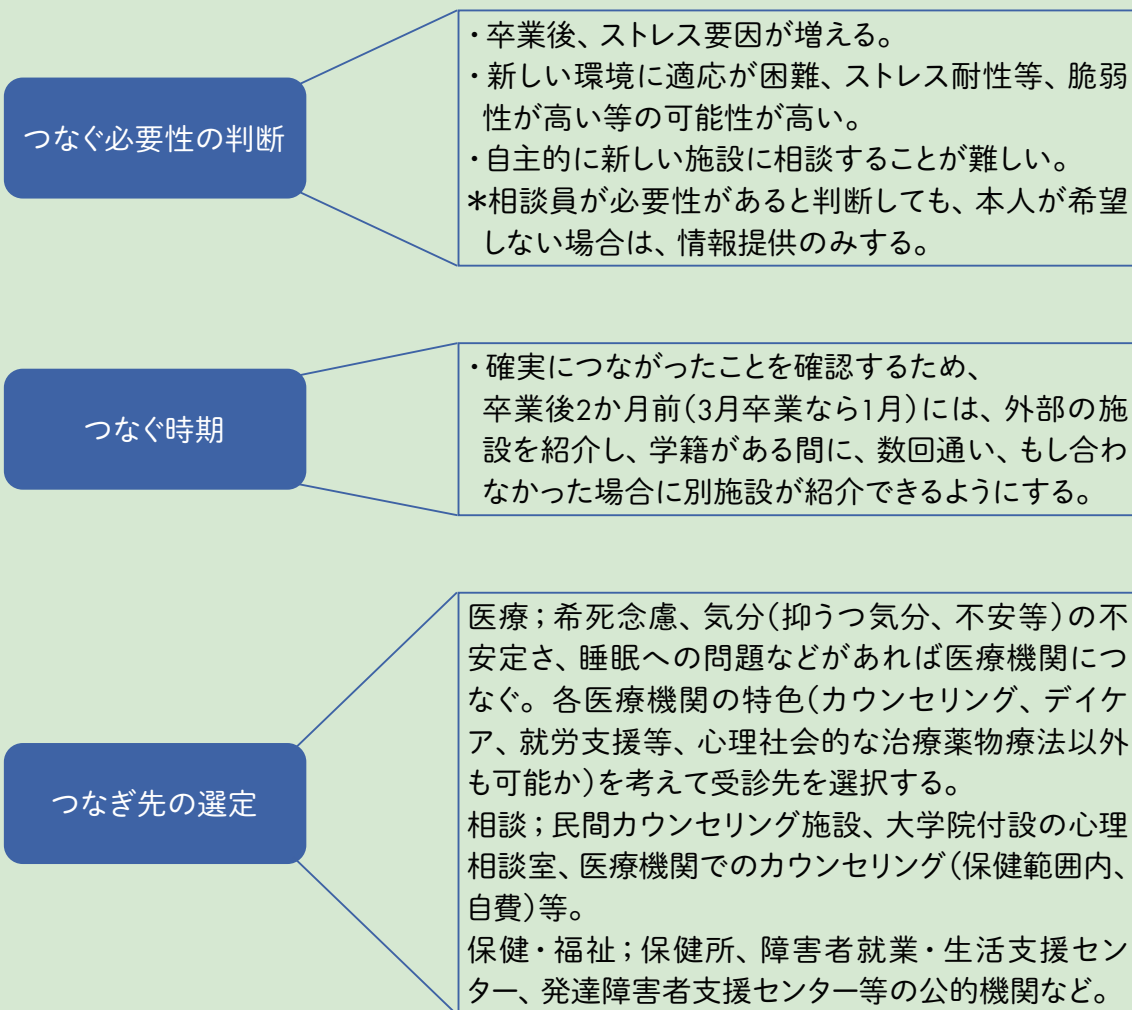 つなぐ必要性の判断
・卒業後、ストレス要因が増える。
・新しい環境に適応が困難、ストレス耐性等、脆弱
性が高い等の可能性が高い。
・自主的に新しい施設に相談することが難しい。
*相談員が必要性があると判断しても、本人が希望
しない場合は、情報提供のみする。
つなぐ時期
・確実につながったことを確認するため、
卒業後2か月前(3月卒業なら1月)には、外部の施
設を紹介し、学籍がある間に、数回通い、もし合わ
なかった場合に別施設が紹介できるようにする。
つなぎ先の選定
医療;希死念慮、気分(抑うつ気分、不安等)の不
安定さ、睡眠への問題などがあれば医療機関につ
なぐ。各医療機関の特色(カウンセリング、デイケ
ア、就労支援等、心理社会的な治療薬物療法以外
も可能か)を考えて受診先を選択する。
相談;民間カウンセリング施設、大学院付設の心理
相談室、医療機関でのカウンセリング(保健範囲内、
自費)等。
保健・福祉;保健所、障害者就業・生活支援セン
ター、発達障害者支援センター等の公的機関など。